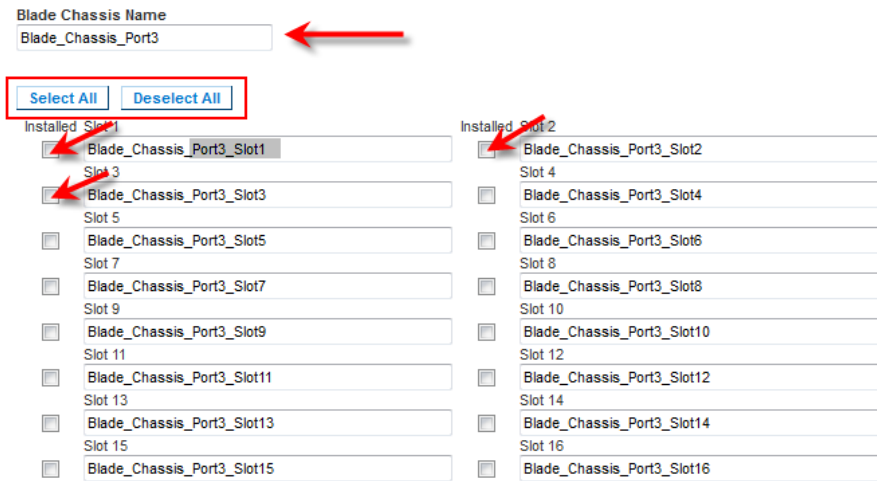 Blade Chassis Name
Blade_Chassis_Port3
Select All Deselect All
Installed Slot 1 Installed Slot 2
Blade_Chassis_Port3_Slot1 Blade_Chassis_Port3_Slot2
Slot 3 Slot 4
Blade_Chassis_Port3_Slot3 Blade_Chassis_Port3_Slot4
Slot 5 Slot 6
Blade_Chassis_Port3_Slot5 Blade_Chassis_Port3_Slot6
Slot 7 Slot 8
Blade_Chassis_Port3_Slot7 Blade_Chassis_Port3_Slot8
Slot 9 Slot 10
Blade_Chassis_Port3_Slot9 Blade_Chassis_Port3_Slot10
Slot 11 Slot 12
Blade_Chassis_Port3_Slot11 Blade_Chassis_Port3_Slot12
Slot 13 Slot 14
Blade_Chassis_Port3_Slot13 Blade_Chassis_Port3_Slot14
Slot 15 Slot 16
Blade_Chassis_Port3_Slot15 Blade_Chassis_Port3_Slot16